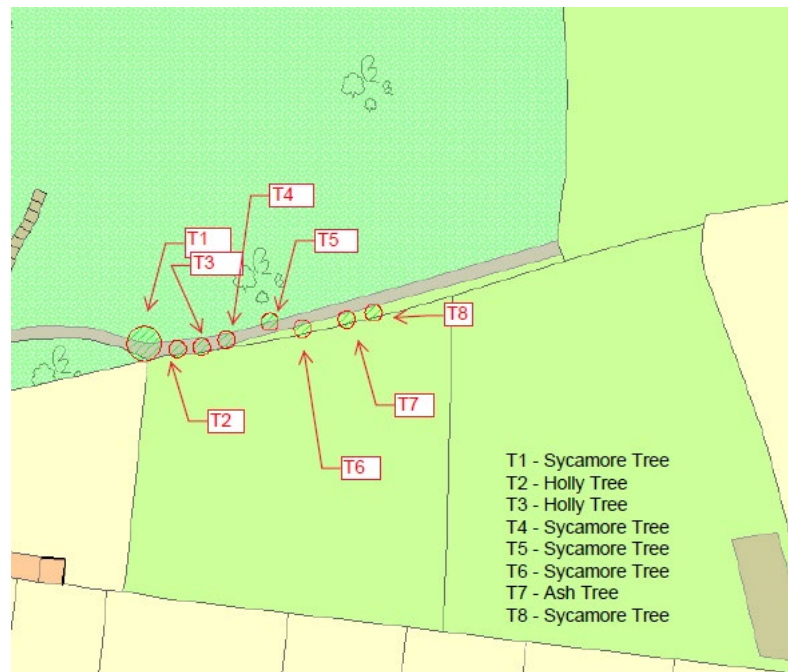 T4
T1
T5
T3
T8
T7
T2
T6
T1 - Sycamore Tree
T2 - Holly Tree
T3 - Holly Tree
T4 - Sycamore Tree
T5 - Sycamore Tree
T6 - Sycamore Tree
T7 - Ash Tree
T8 - Sycamore Tree